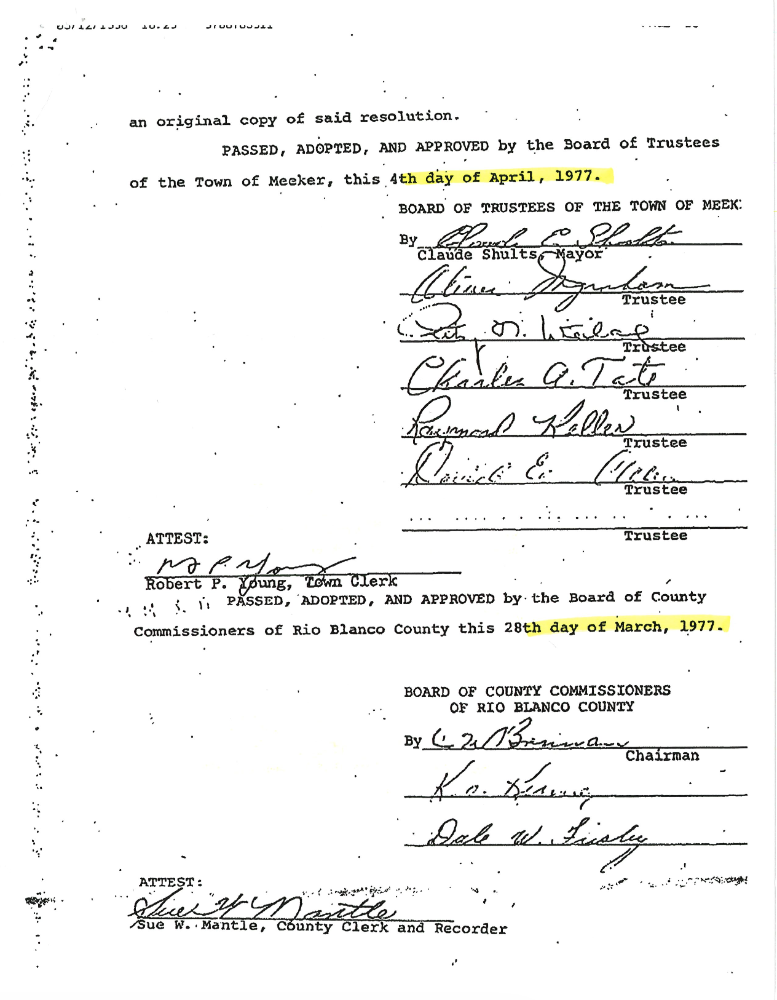 an original copy of said resolution.
PASSED, ADOPTED, AND APPROVED by the Board of Trustees
of the Town of Meeker, this 4th day of April, 1977.
BOARD OF TRUSTEES OF THE TOWN OF MEEK
By Claude E. Shults
Claude Shults, Mayor
Trustee
Trustee
Charles A. Tate
Trustee
Raymond Keller
Trustee
E.
Trustee
Trustee
ATTEST:
R P. Young
Robert P. Young, Town Clerk
PASSED, ADOPTED, AND APPROVED by the Board of County
Commissioners of Rio Blanco County this 28th day of March, 1977.
BOARD OF COUNTY COMMISSIONERS
OF RIO BLANCO COUNTY
By
Chairman
Dale W.
ATTEST:
Sue W Mantle
Sue W. Mantle, County Clerk and Recorder